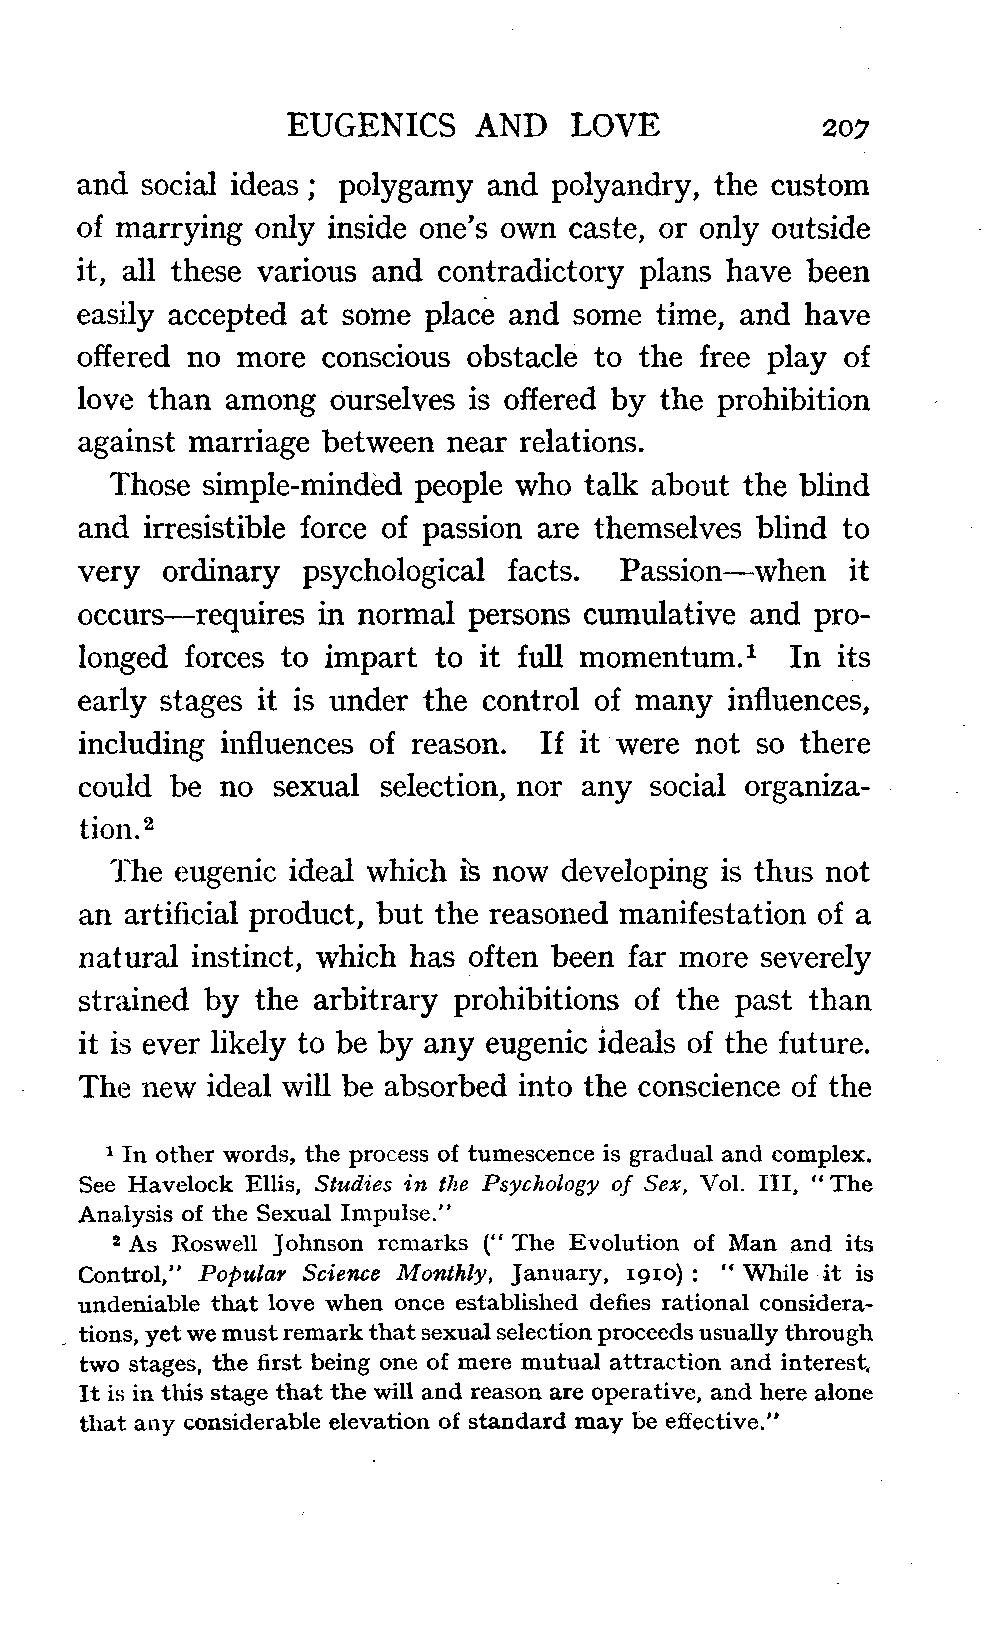 EUGENICS AND LOVE 207
and social ideas ; polygamy and polyandry, the custom
of marrying only inside one's own caste, or only outside
it, all these various and contradictory plans have been
easily accepted at some place and some time, and have
offered no more conscious obstacle to the free play of
love than among ourselves is offered by the prohibition
against marriage between near relations.
Those simple-minded people who talk about the blind
and irresistible force of passion are themselves blind to
very ordinary psychological facts. Passion—when it
occurs—requires in normal persons cumulative and pro-
longed forces to impart to it full momentum.¹ In its
early stages it is under the control of many influences,
including influences of reason. If it were not so there
could be no sexual selection, nor any social organiza-
tion.²
The eugenic ideal which is now developing is thus not
an artificial product, but the reasoned manifestation of a
natural instinct, which has often been far more severely
strained by the arbitrary prohibitions of the past than
it is ever likely to be by any eugenic ideals of the future.
The new ideal will be absorbed into the conscience of the
¹ In other words, the process of tumescence is gradual and complex.
See Havelock Ellis, Studies in the Psychology of Sex, Vol. III, "The
Analysis of the Sexual Impulse."
² As Roswell Johnson remarks (" The Evolution of Man and its
Control," Popular Science Monthly, January, 1910) : " While it is
undeniable that love when once established defies rational considera-
tions, yet we must remark that sexual selection proceeds usually through
two stages, the first being one of mere mutual attraction and interest,
It is in this stage that the will and reason are operative, and here alone
that any considerable elevation of standard may be effective."